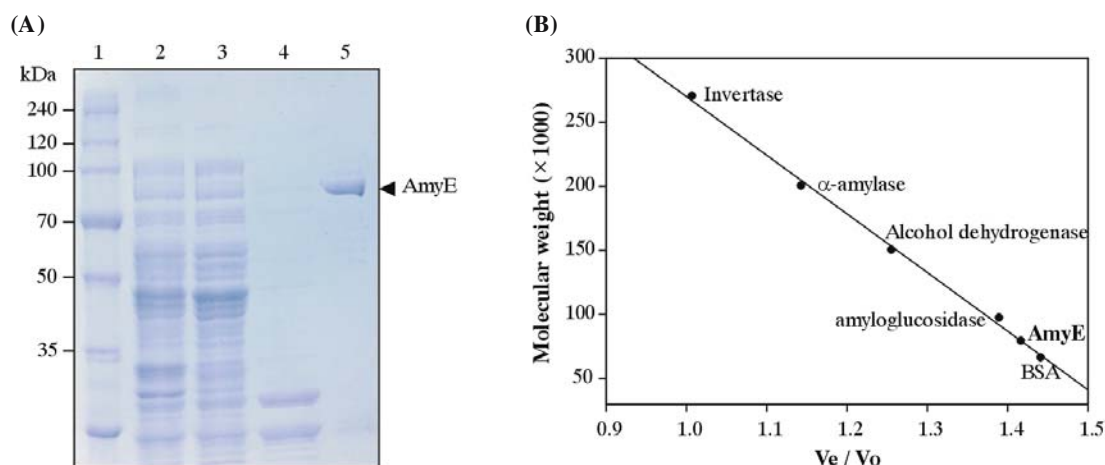 (A)
1 2 3 4 5
kDa
240
120
100
AmyE
70
50
35
(B)
300
250
200
150
100
50
Molecular weight (×1000)
Invertase
α-amylase
Alcohol dehydrogenase
amyloglucosidase
AmyE
BSA
0.9 1.0 1.1 1.2 1.3 1.4 1.5
Ve / Vo